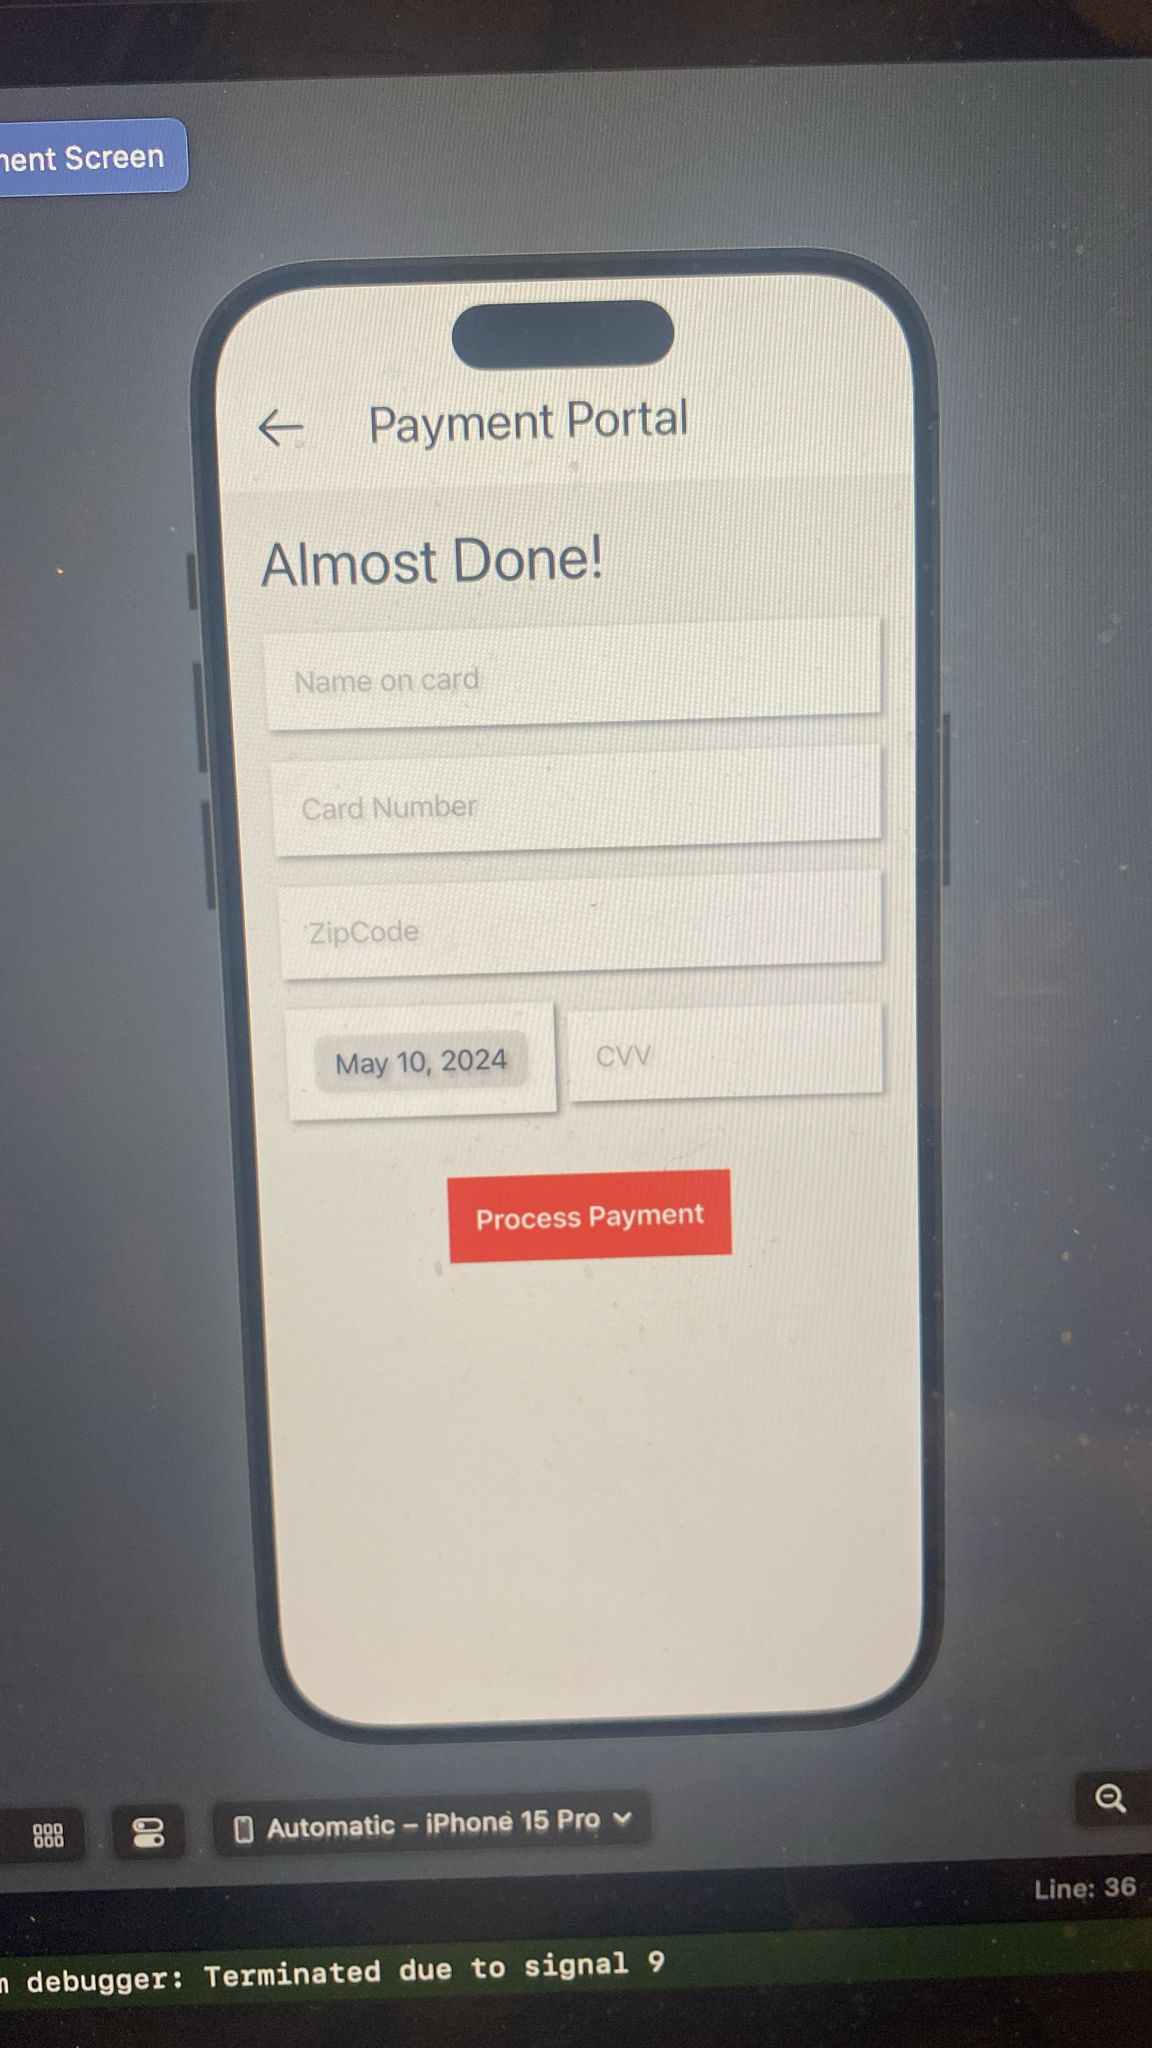 ent Screen
Payment Portal
Almost Done!
Name on card
Card Number
ZipCode
May 10, 2024
CVV
Process Payment
Automatic – iPhone 15 Pro
Line: 36
debugger: Terminated due to signal 9